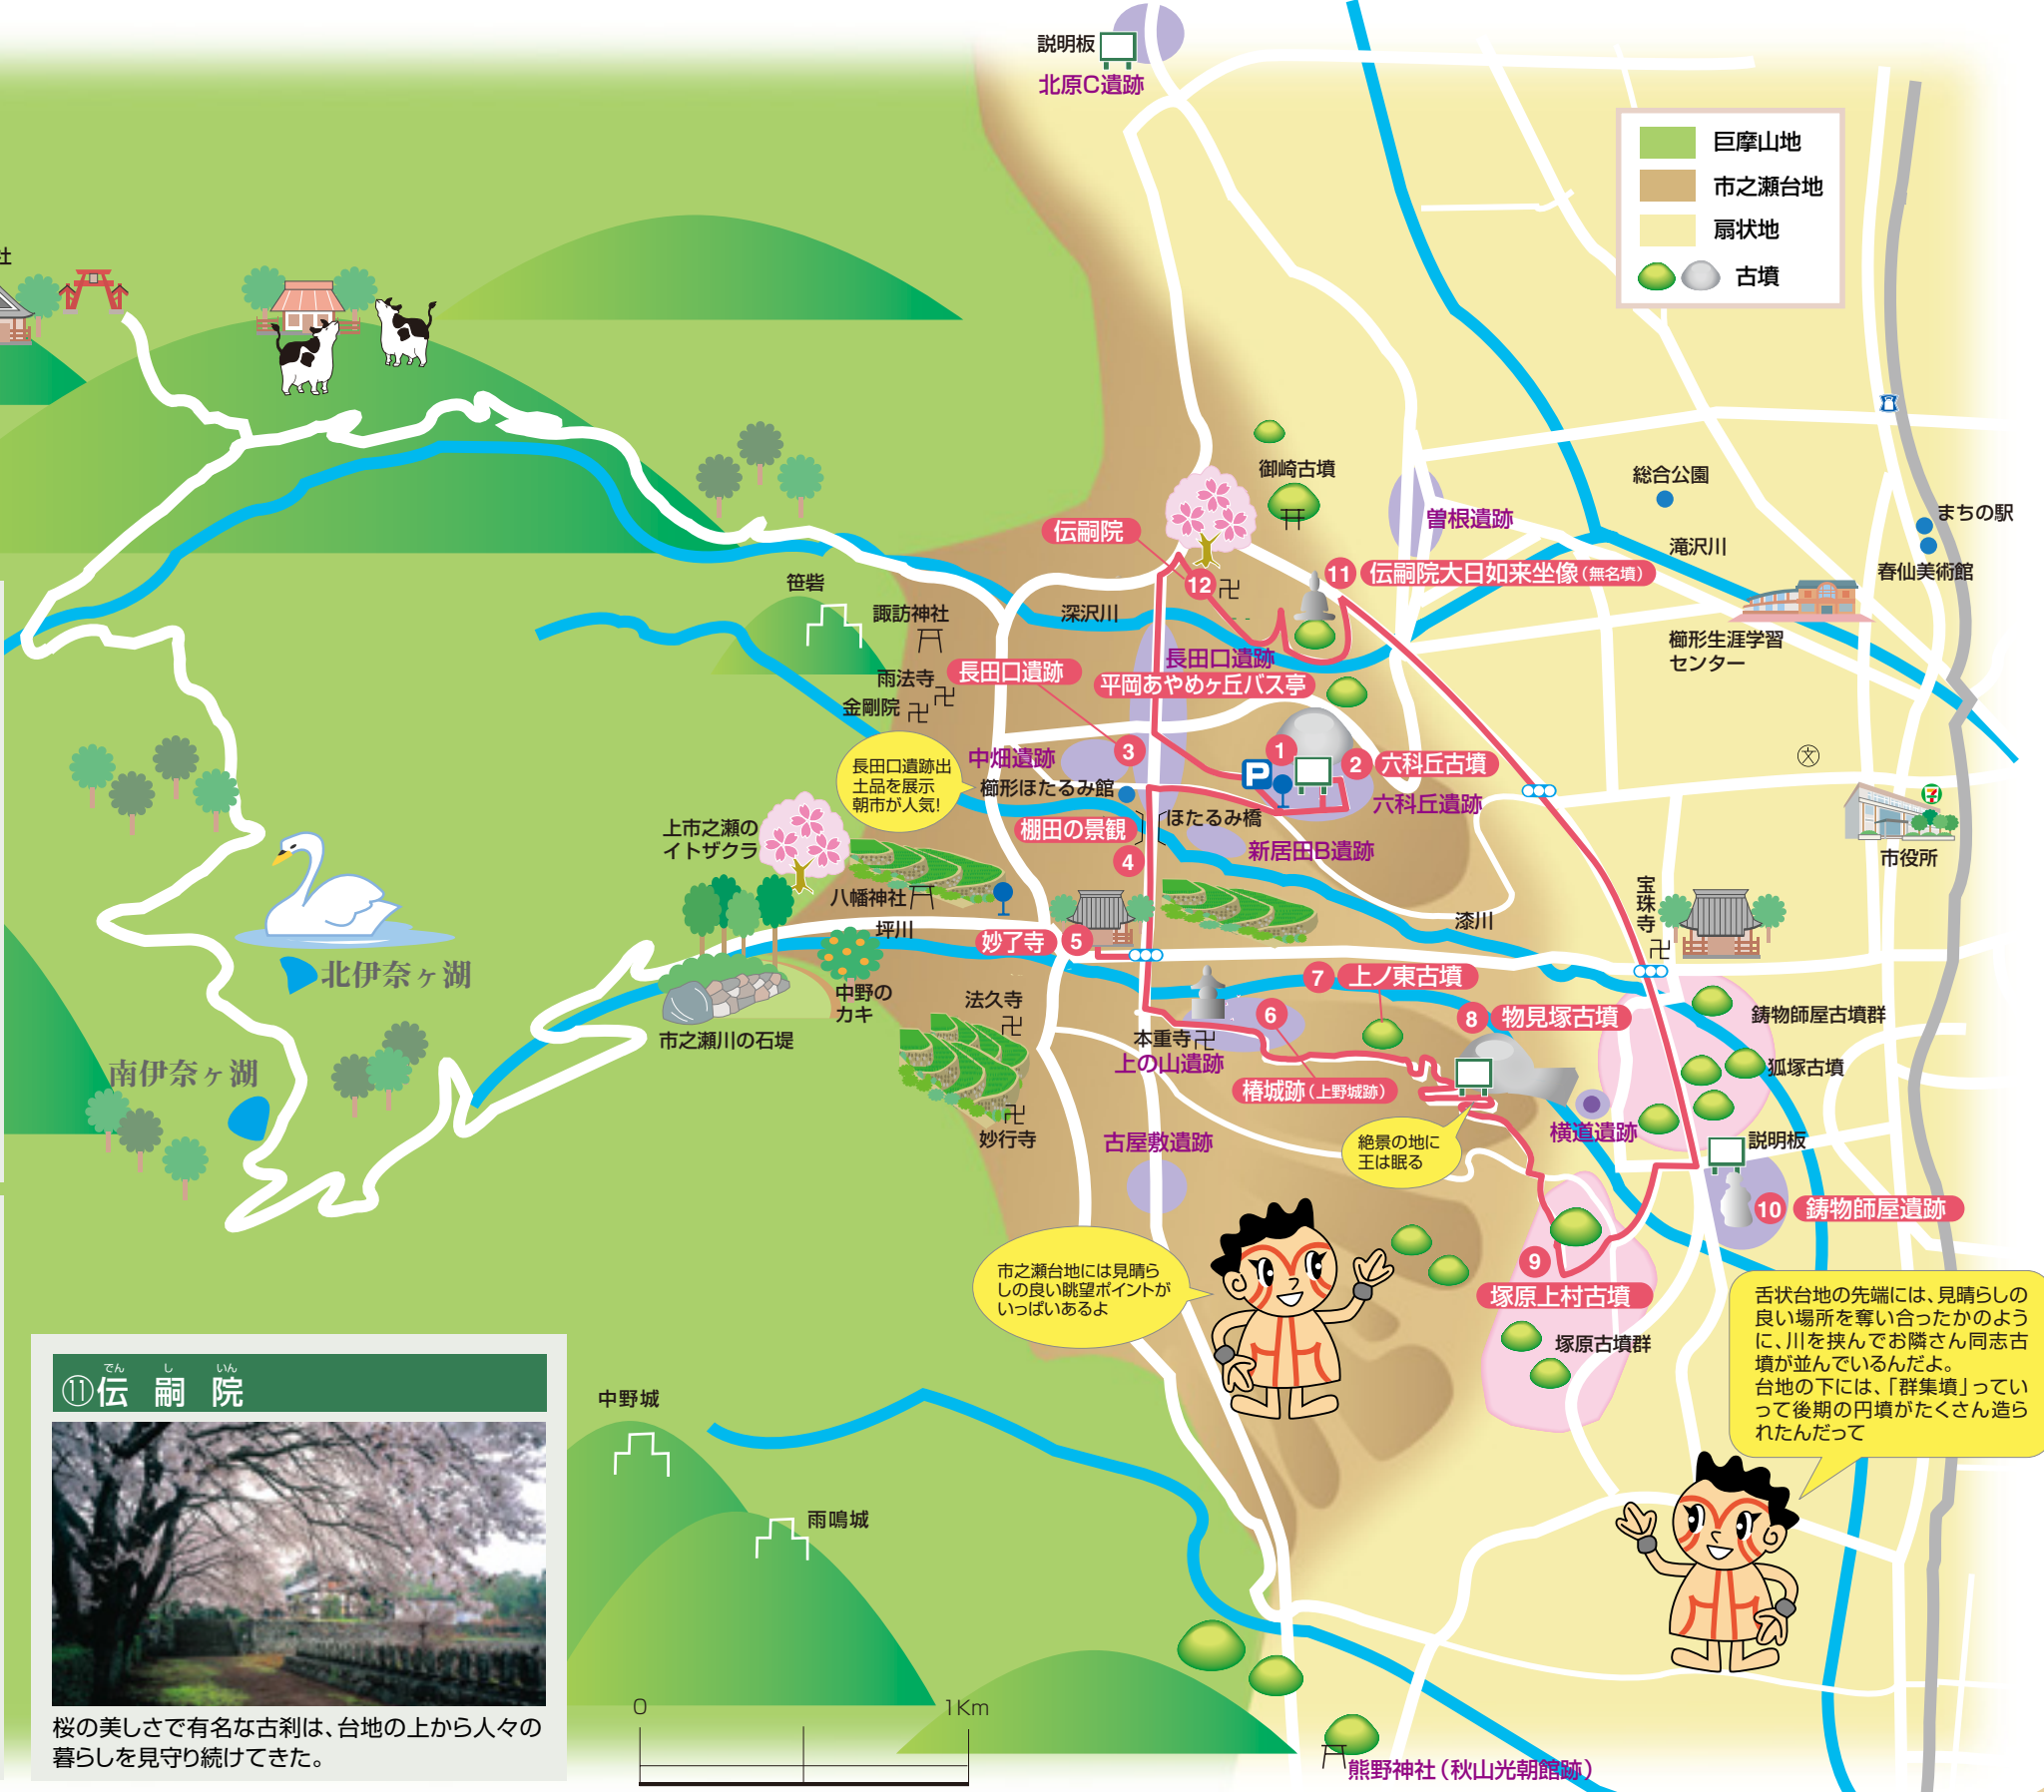 説明板
北原C遺跡
巨摩山地
市之瀬台地
扇状地
古墳
社
御崎古墳
曽根遺跡
総合公園
まちの駅
滝沢川
春仙美術館
伝嗣院
12
11
伝嗣院大日如来坐像（無名墳）
笹砦
諏訪神社
深沢川
櫛形生涯学習
センター
長田口遺跡
長田口遺跡
雨法寺
平岡あやめヶ丘バス亭
金剛院
中畑遺跡
3
1
P
2
六科丘古墳
文
長田口遺跡出
土品を展示
朝市が人気!
櫛形ほたるみ館
六科丘遺跡
7
ほたるみ橋
棚田の景観
4
新居田B遺跡
市役所
上市之瀬の
イトザクラ
八幡神社
宝珠寺
漆川
坪川
妙了寺
5
北伊奈ヶ湖
7
上ノ東古墳
中野の
カキ
法久寺
6
8
物見塚古墳
鋳物師屋古墳群
市之瀬川の石堤
本重寺
上の山遺跡
狐塚古墳
南伊奈ヶ湖
椿城跡（上野城跡）
妙行寺
古屋敷遺跡
絶景の地に
王は眠る
横道遺跡
説明板
10
鋳物師屋遺跡
9
塚原上村古墳
市之瀬台地には見晴ら
しの良い眺望ポイントが
いっぱいあるよ
塚原古墳群
舌状台地の先端には、見晴らしの
良い場所を奪い合ったかのよう
に、川を挟んでお隣さん同志古
墳が並んでいるんだよ。
台地の下には、「群集墳」ってい
って後期の円墳がたくさん造ら
れたんだって
でん し いん
⑪伝嗣院
中野城
雨鳴城
桜の美しさで有名な古刹は、台地の上から人々の
暮らしを見守り続けてきた。
0
1Km
熊野神社（秋山光朝館跡）